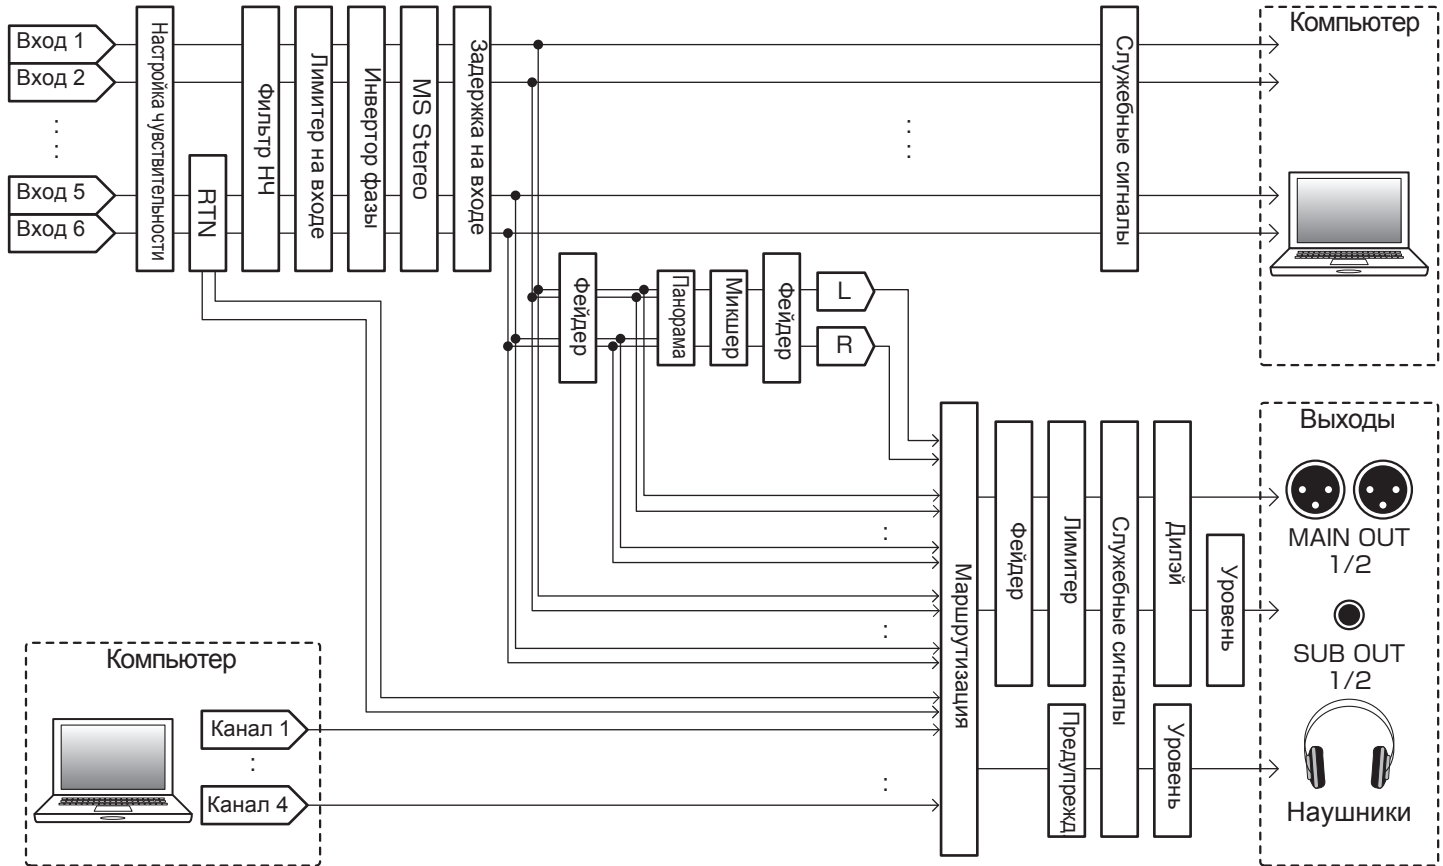 Вход 1
Вход 2
Вход 5
Вход 6
Настройка чувствительности
RTN
Фильтр НЧ
Лимитер на входе
Инвертор фазы
MS Stereo
Задержка на входе
Служебные сигналы
Компьютер
Фейдер
Панорама
Микшер
Фейдер
L
R
Маршрутизация
Фейдер
Лимитер
Предупрежд
Служебные сигналы
Дилэй
Уровень
Уровень
Выходы
MAIN OUT
1/2
SUB OUT
1/2
Наушники
Компьютер
Канал 1
Канал 4